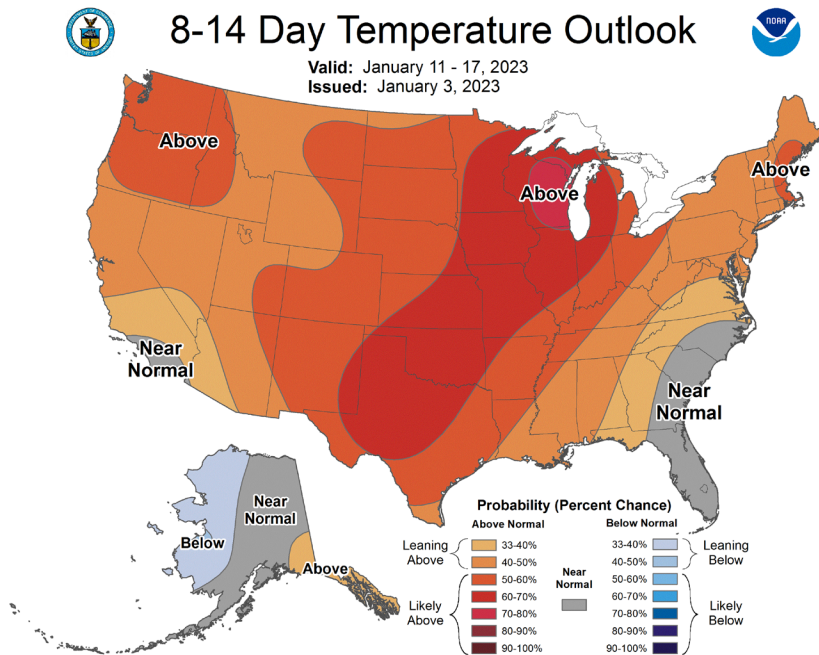 8-14 Day Temperature Outlook
NOAA
Valid: January 11 - 17, 2023
Issued: January 3, 2023
Above
Above
Above
Near
Normal
Near
Normal
Near
Normal
Below
Above
Probability (Percent Chance)
Above Normal
Below Normal
Leaning
Above
33-40%
40-50%
Likely
Above
50-60%
60-70%
70-80%
80-90%
90-100%
Near
Normal
33-40%
40-50%
Leaning
Below
50-60%
60-70%
70-80%
80-90%
90-100%
Likely
Below